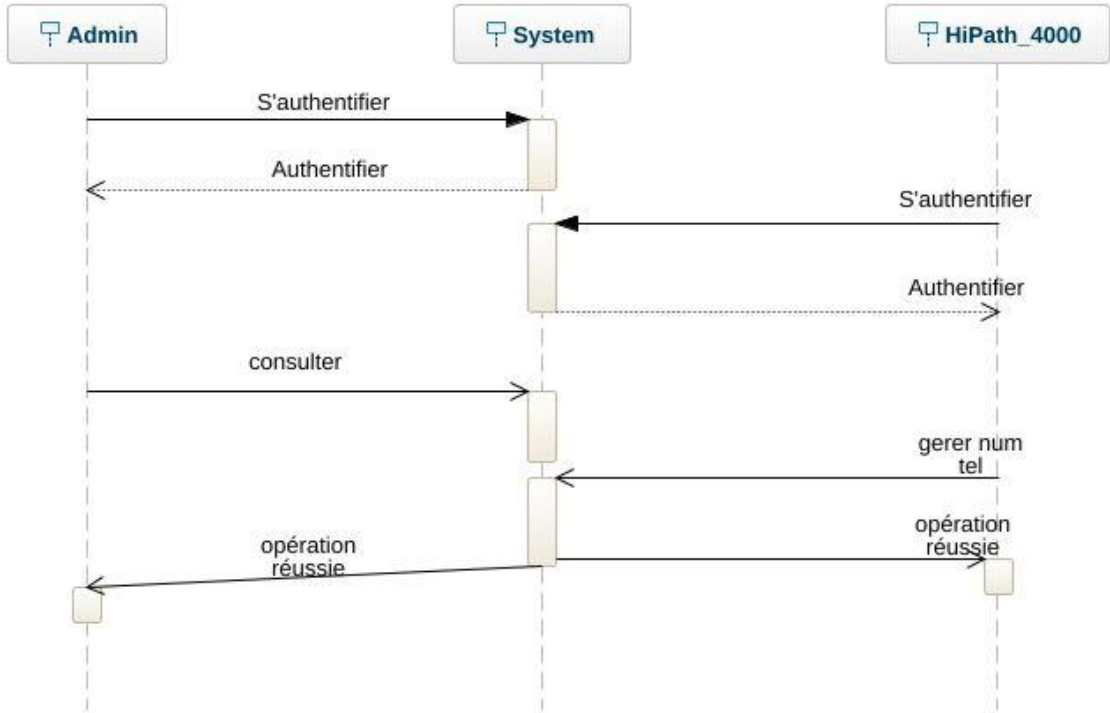 Admin
System
HiPath_4000
S'authentifier
Authentifier
S'authentifier
Authentifier
consulter
gerer num
tel
opération
réussie
opération
réussie